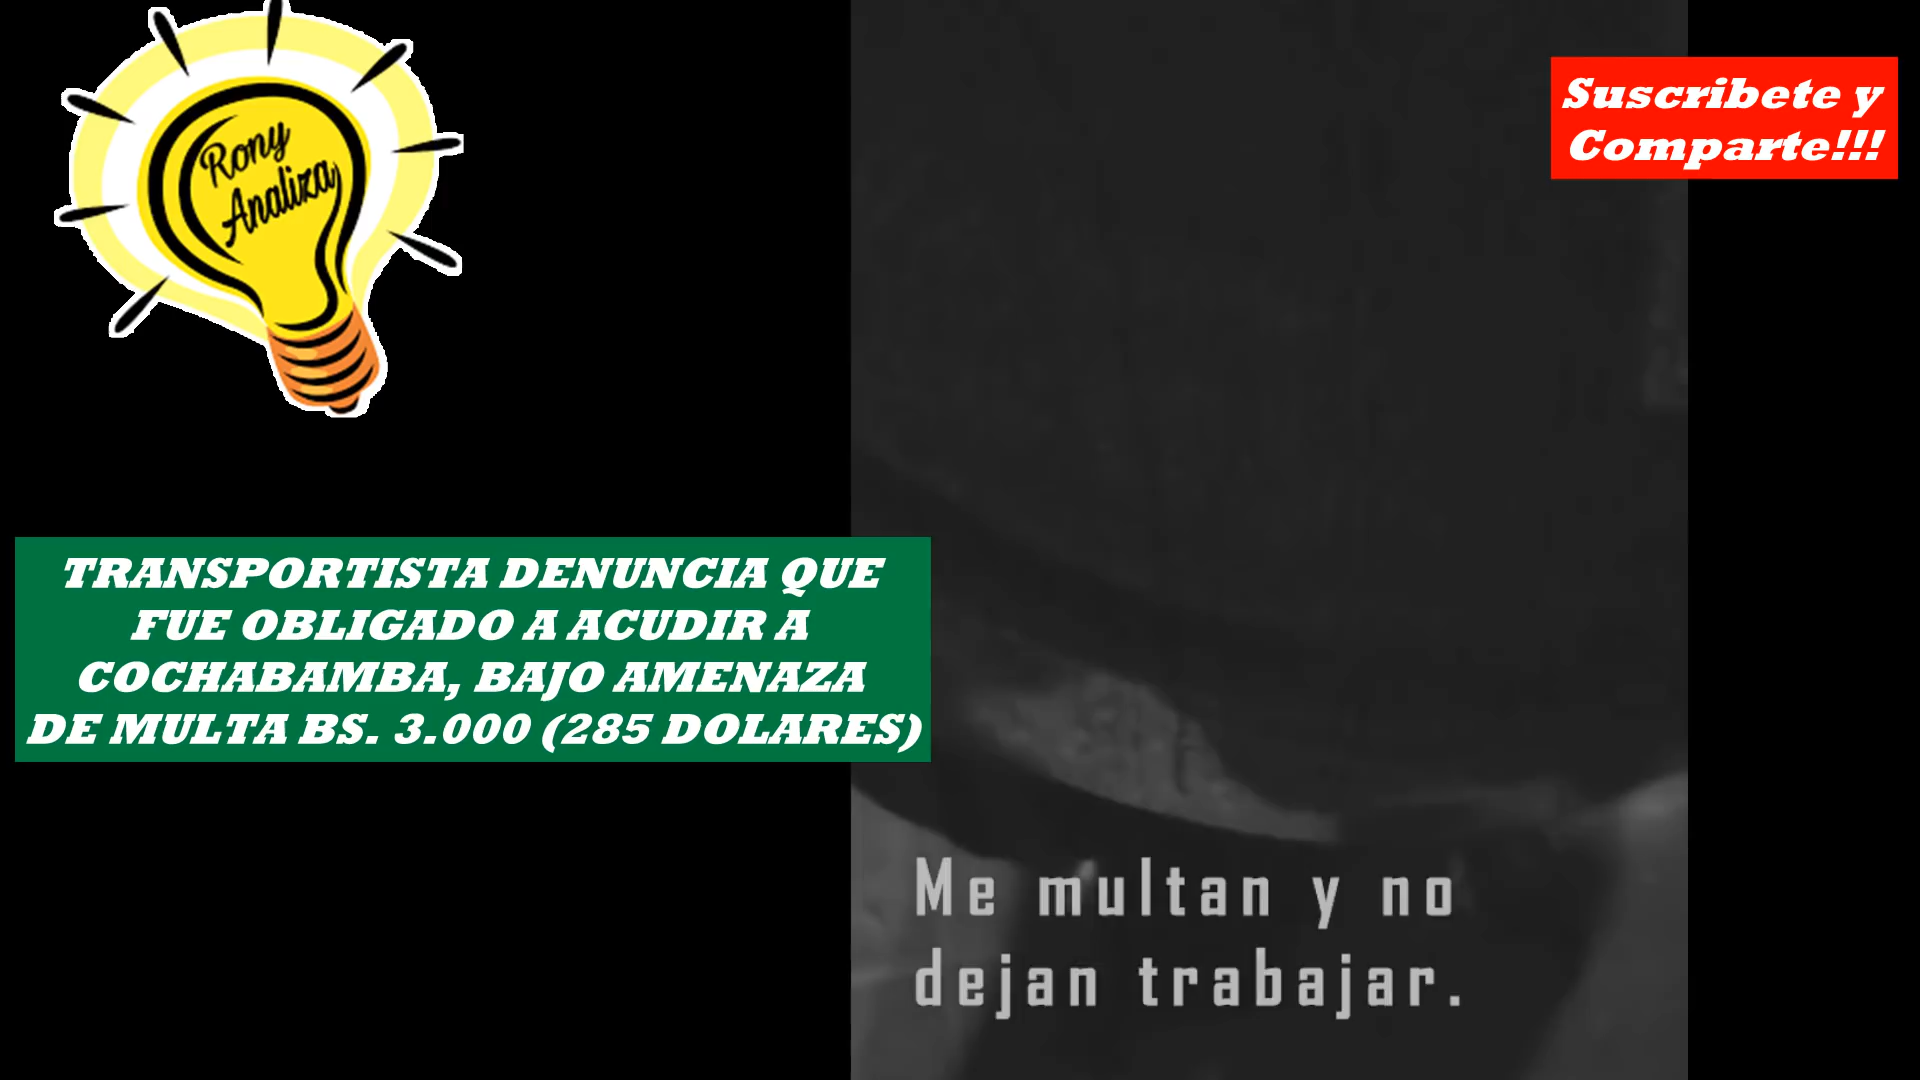 Rony
Analiza
Suscribete y
Comparte!!!
TRANSPORTISTA DENUNCIA QUE
FUE OBLIGADO A ACUDIR A
COCHABAMBA, BAJO AMENAZA
DE MULTA BS. 3.000 (285 DOLARES)
Me multan y no
dejan trabajar.